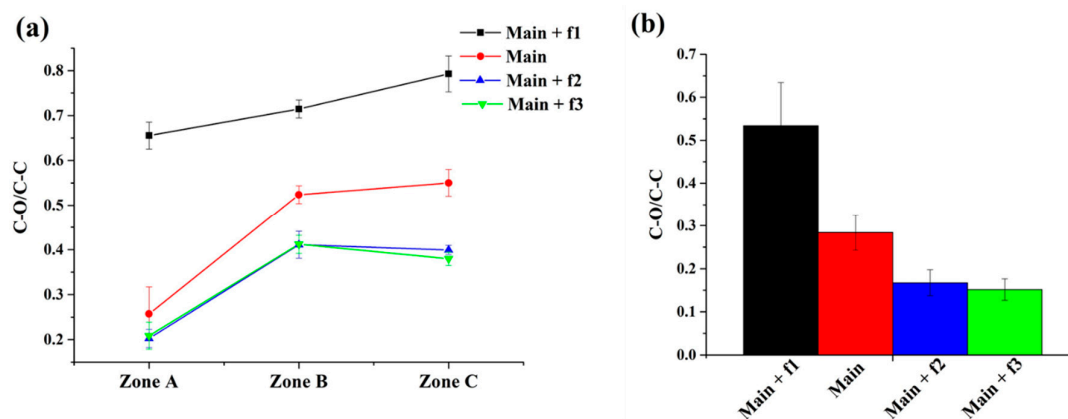 (a)
Main + f1
Main
Main + f2
Main + f3
C-O/C-C
0.8
0.7
0.6
0.5
0.4
0.3
0.2
Zone A
Zone B
Zone C
(b)
C-O/C-C
0.7
0.6
0.5
0.4
0.3
0.2
0.1
0.0
Main + f1
Main
Main + f2
Main + f3